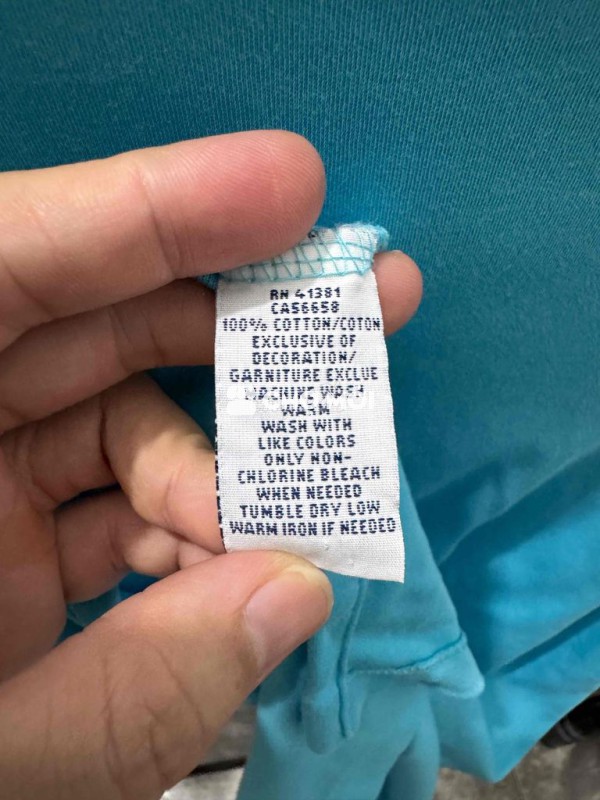 RN 41381
CA56658
100% COTTON/COTON
EXCLUSIVE OF
DECORATION/
GARNITURE EXCLUE
MACHINE WASH
WARM
WASH WITH
LIKE COLORS
ONLY NON-
CHLORINE BLEACH
WHEN NEEDED
TUMBLE DRY LOW
WARM IRON IF NEEDED